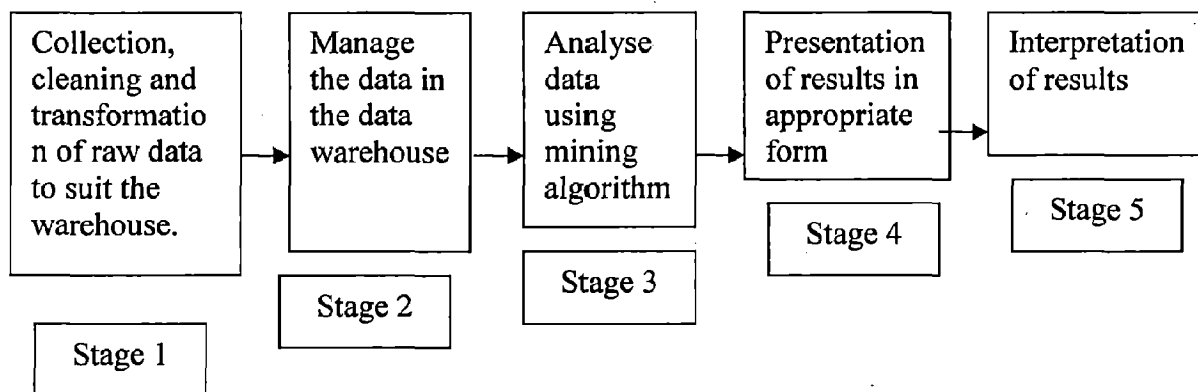 Collection,
cleaning and
transformatio
n of raw data
to suit the
warehouse.
Stage 1
Manage
the data in
the data
warehouse
Stage 2
Analyse
data
using
mining
algorithm
Stage 3
Presentation
of results in
appropriate
form
Stage 4
Interpretation
of results
Stage 5